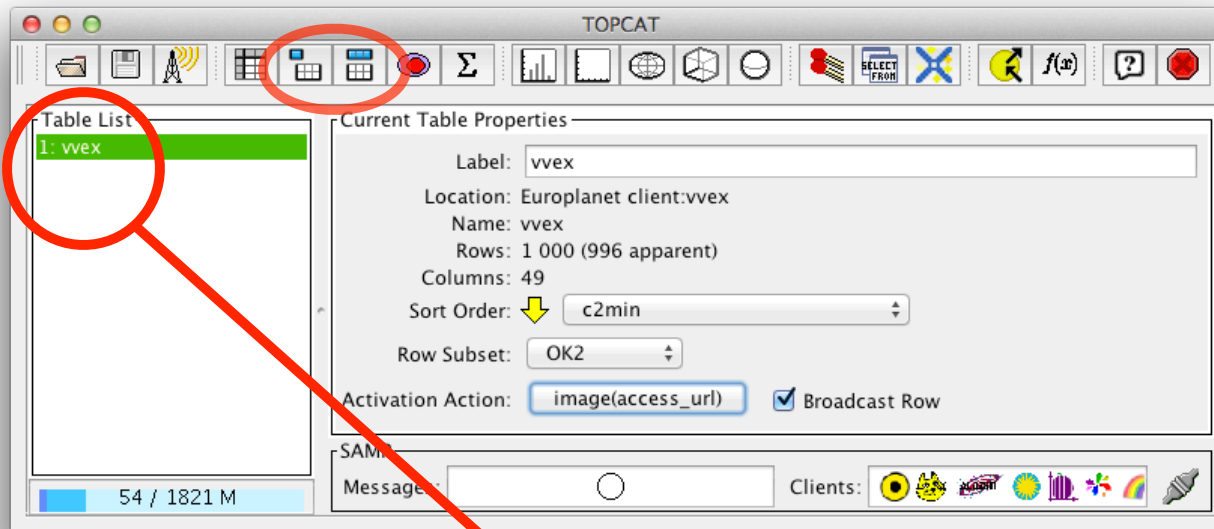 TOPCAT
Σ SELECT FROM f(x) ?
Table List
1: vvex
54 / 1821 M
Current Table Properties
Label: vvex
Location: Europlanet client:vvex
Name: vvex
Rows: 1 000 (996 apparent)
Columns: 49
Sort Order: c2min
Row Subset: OK2
Activation Action: image(access_url) Broadcast Row
SAMP
Messages: Clients: